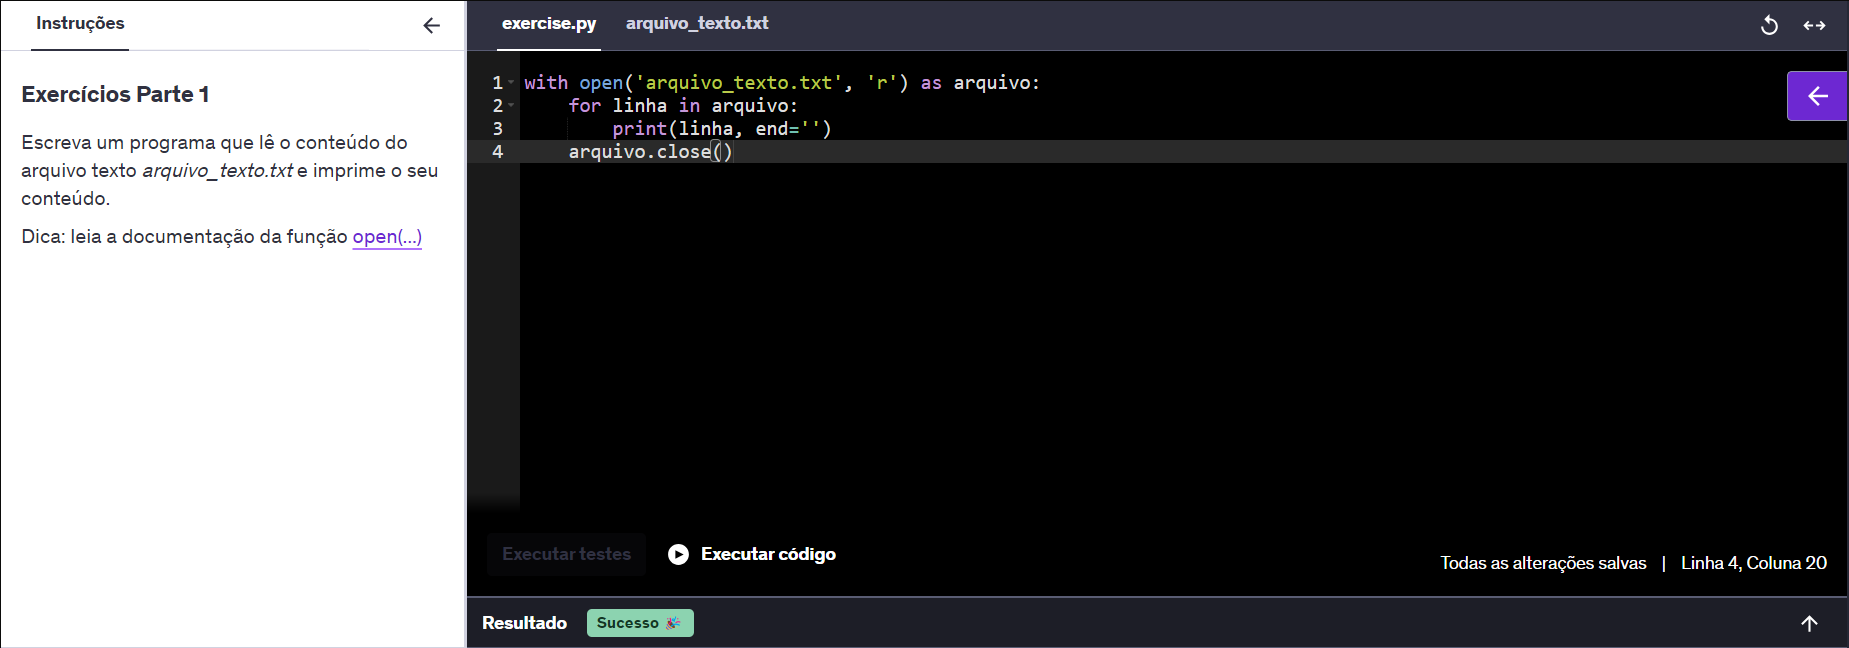 Instruções
Exercícios Parte 1
Escreva um programa que lê o conteúdo do
arquivo texto arquivo_texto.txt e imprime o seu
conteúdo.
Dica: leia a documentação da função open(...)
exercise.py arquivo_texto.txt
1 with open('arquivo_texto.txt', 'r') as arquivo:
2     for linha in arquivo:
3         print(linha, end='')
4     arquivo.close()
Executar testes Executar código
Todas as alterações salvas | Linha 4, Coluna 20
Resultado Sucesso 🎉